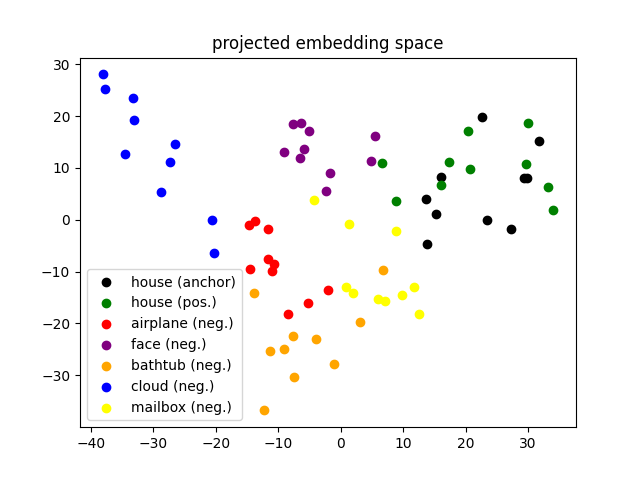 projected embedding space
30
20
10
0
−10
−20
−30
house (anchor)
house (pos.)
airplane (neg.)
face (neg.)
bathtub (neg.)
cloud (neg.)
mailbox (neg.)
−40 −30 −20 −10 0 10 20 30